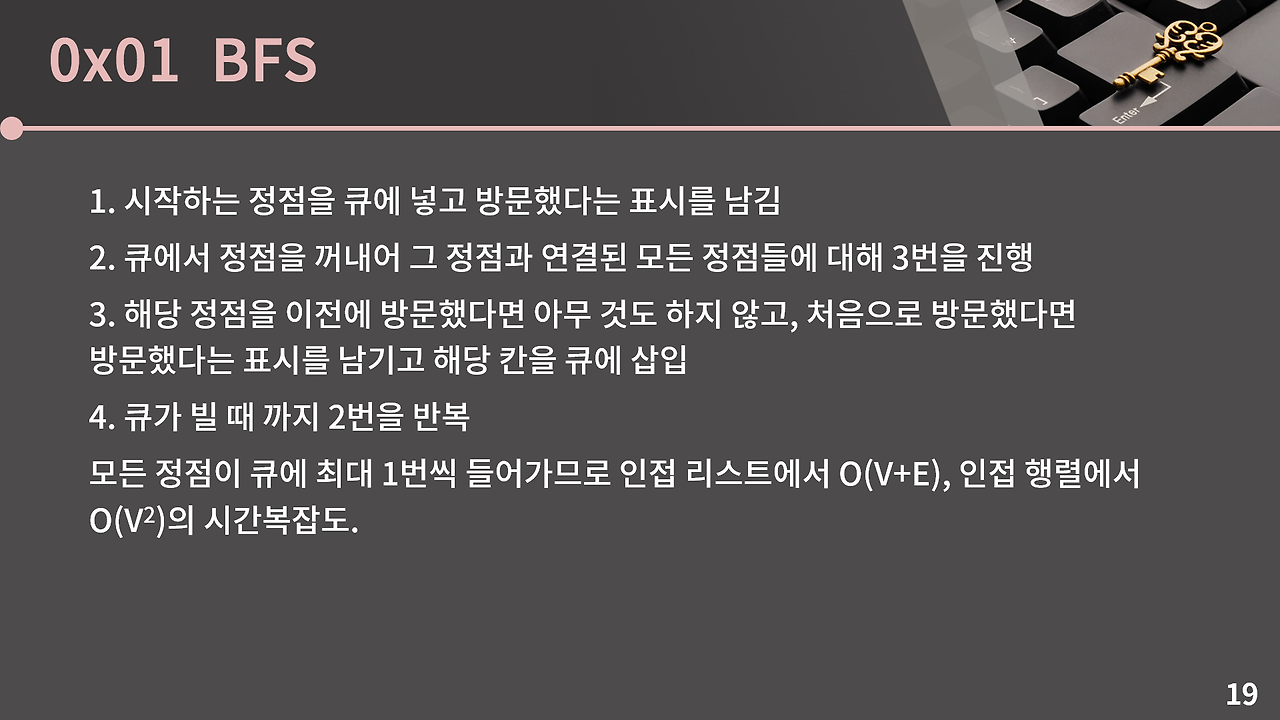 0x01 BFS
Enter
1. 시작하는 정점을 큐에 넣고 방문했다는 표시를 남김
2. 큐에서 정점을 꺼내어 그 정점과 연결된 모든 정점들에 대해 3번을 진행
3. 해당 정점을 이전에 방문했다면 아무 것도 하지 않고, 처음으로 방문했다면
방문했다는 표시를 남기고 해당 칸을 큐에 삽입
4. 큐가 빌 때 까지 2번을 반복
모든 정점이 큐에 최대 1번씩 들어가므로 인접 리스트에서 O(V+E), 인접 행렬에서
O(V²)의 시간복잡도.
19